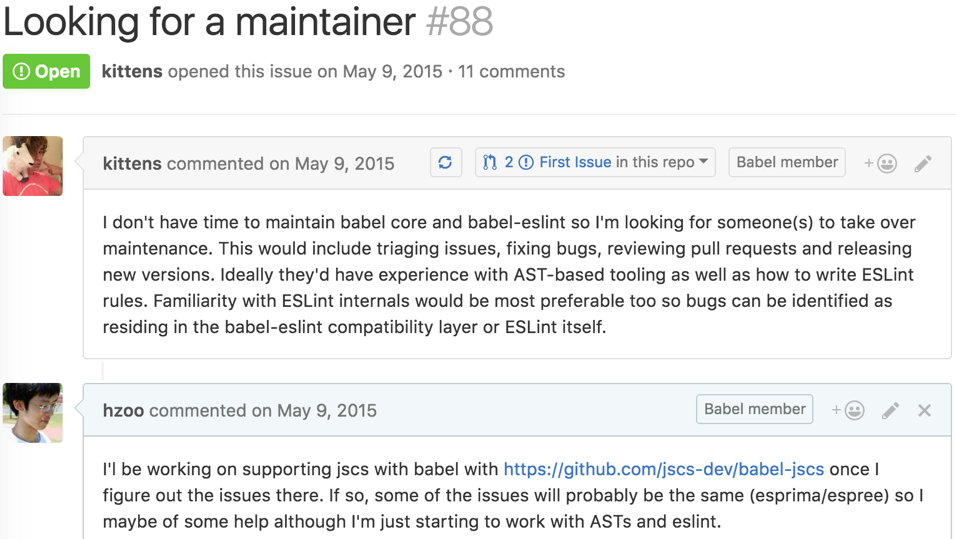 Looking for a maintainer #88
Open kittens opened this issue on May 9, 2015 · 11 comments
kittens commented on May 9, 2015 2 First Issue in this repo Babel member +
I don't have time to maintain babel core and babel-eslint so I'm looking for someone(s) to take over
maintenance. This would include triaging issues, fixing bugs, reviewing pull requests and releasing
new versions. Ideally they'd have experience with AST-based tooling as well as how to write ESLint
rules. Familiarity with ESLint internals would be most preferable too so bugs can be identified as
residing in the babel-eslint compatibility layer or ESLint itself.
hzoo commented on May 9, 2015 Babel member +
I'l be working on supporting jscs with babel with https://github.com/jscs-dev/babel-jscs once I
figure out the issues there. If so, some of the issues will probably be the same (esprima/espree) so I
maybe of some help although I'm just starting to work with ASTs and eslint.